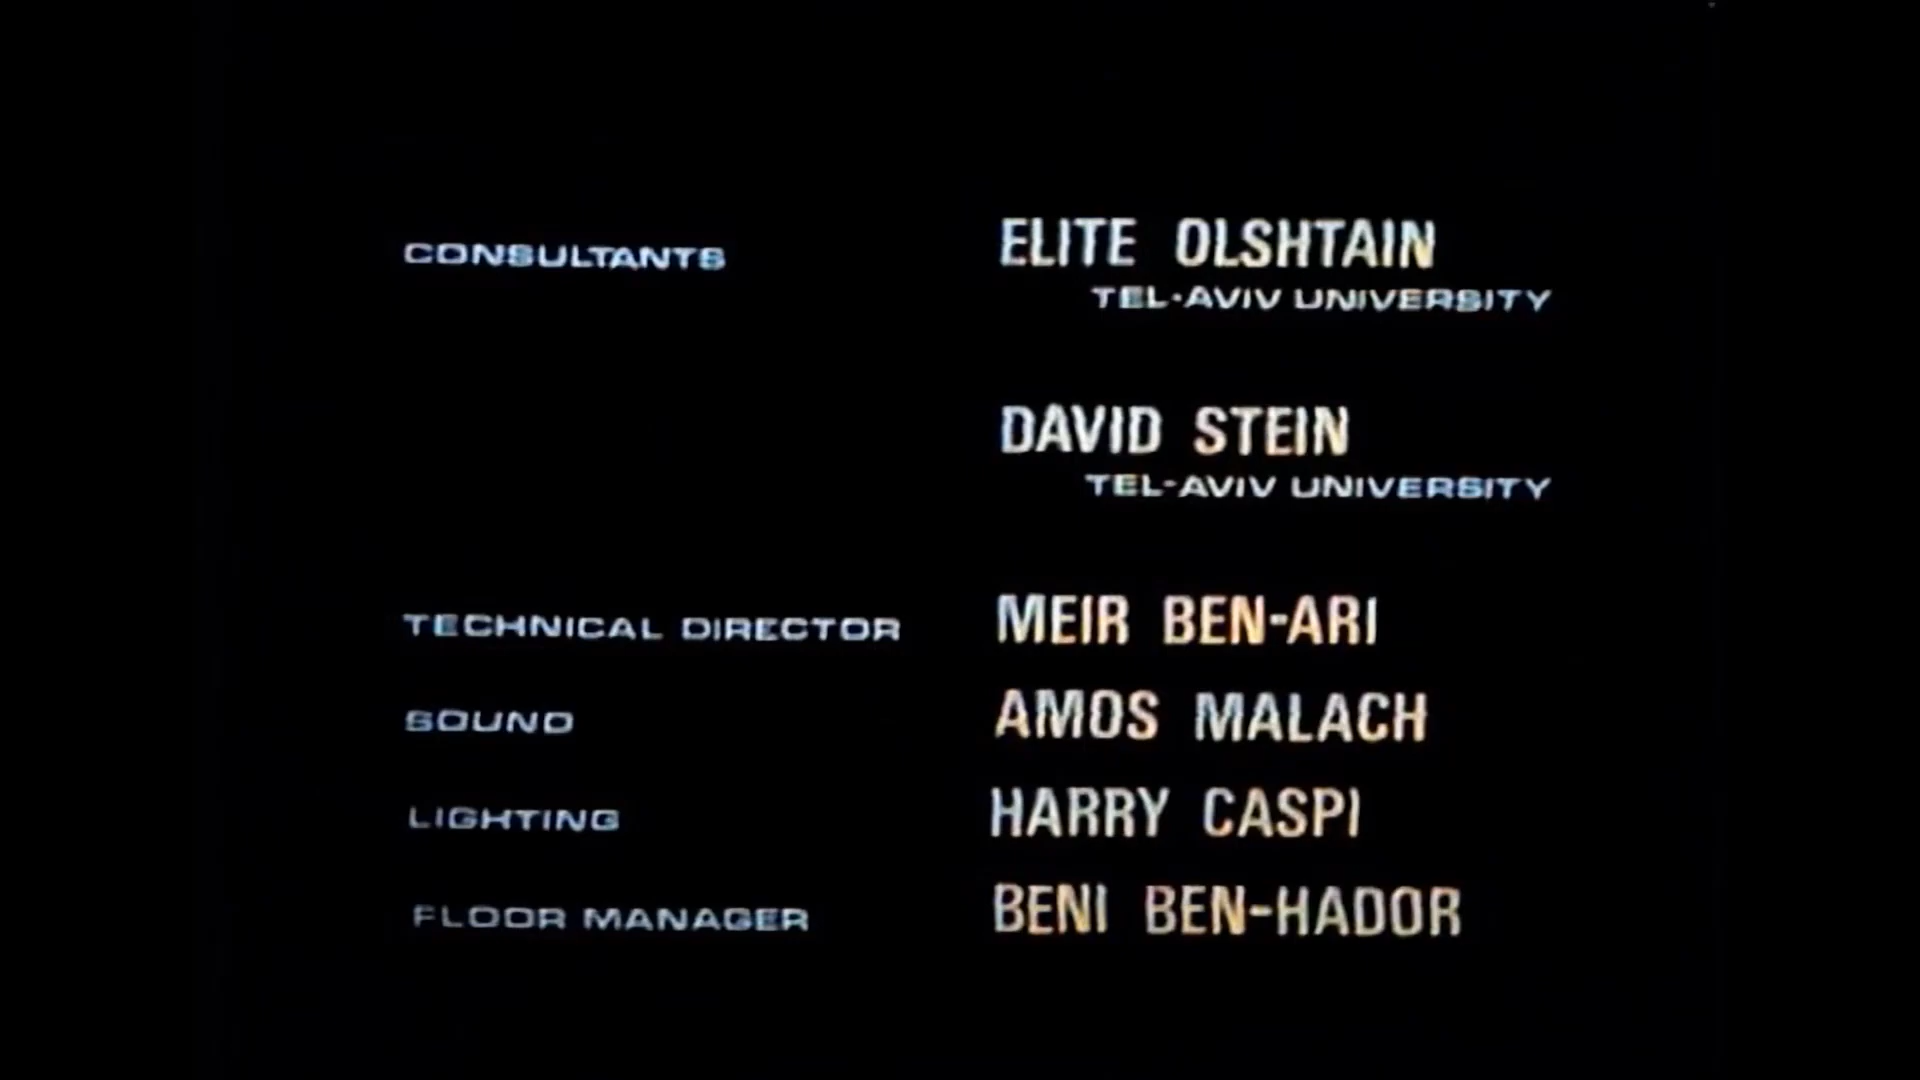 CONSULTANTS ELITE OLSHTAIN
TEL-AVIV UNIVERSITY
DAVID STEIN
TEL-AVIV UNIVERSITY
TECHNICAL DIRECTOR MEIR BEN-ARI
SOUND AMOS MALACH
LIGHTING HARRY CASPI
FLOOR MANAGER BENI BEN-HADOR